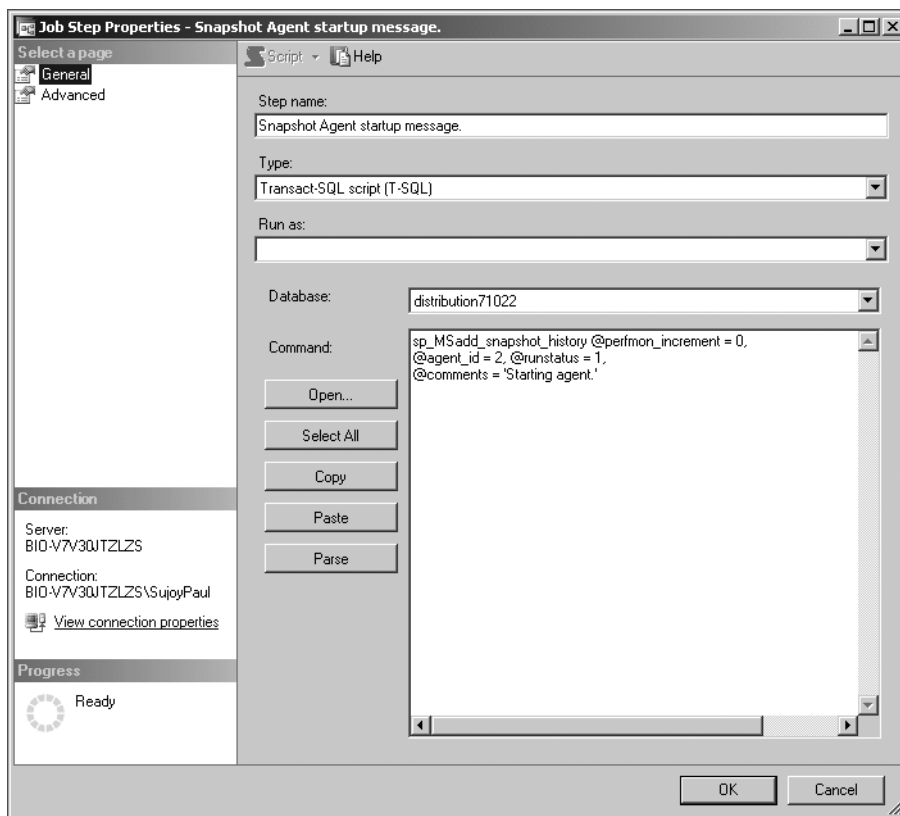 Job Step Properties - Snapshot Agent startup message.
Select a page
General
Advanced
Script
Help
Step name:
Snapshot Agent startup message.
Type:
Transact-SQL script (T-SQL)
Run as:
Database:
distribution71022
Command:
sp_MSadd_snapshot_history @perfmon_increment = 0,
@agent_id = 2, @runstatus = 1,
@comments = 'Starting agent.'
Open...
Select All
Copy
Paste
Parse
Connection
Server:
BIO-V7V30JTZLZS
Connection:
BIO-V7V30JTZLZS\SujoyPaul
View connection properties
Progress
Ready
OK
Cancel